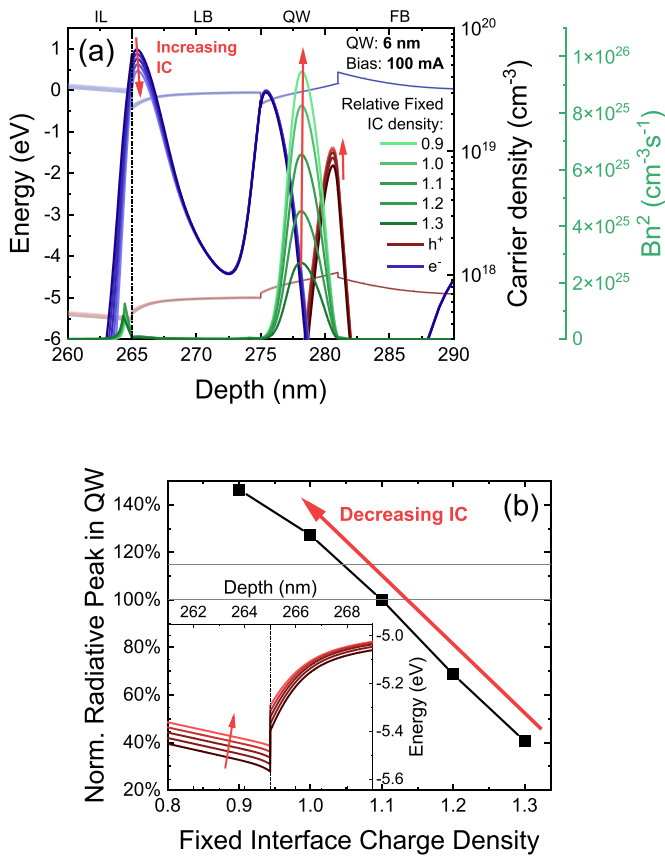 IL LB QW FB
(a)
Increasing
IC
QW: 6 nm
Bias: 100 mA
Relative Fixed
IC density:
0.9
1.0
1.1
1.2
1.3
h+
e-
1
0
-1
-2
-3
-4
-5
-6
Energy (eV)
260 265 270 275 280 285 290
Depth (nm)
10^20
10^19
10^18
Carrier density (cm^-3)
1×10^26
8×10^25
6×10^25
4×10^25
2×10^25
0
Bn^2 (cm^-3s^-1)
(b)
Decreasing IC
140%
120%
100%
80%
60%
40%
20%
Norm. Radiative Peak in QW
Depth (nm)
262 264 266 268
-5.0
-5.2
-5.4
-5.6
Energy (eV)
0.8 0.9 1.0 1.1 1.2 1.3
Fixed Interface Charge Density